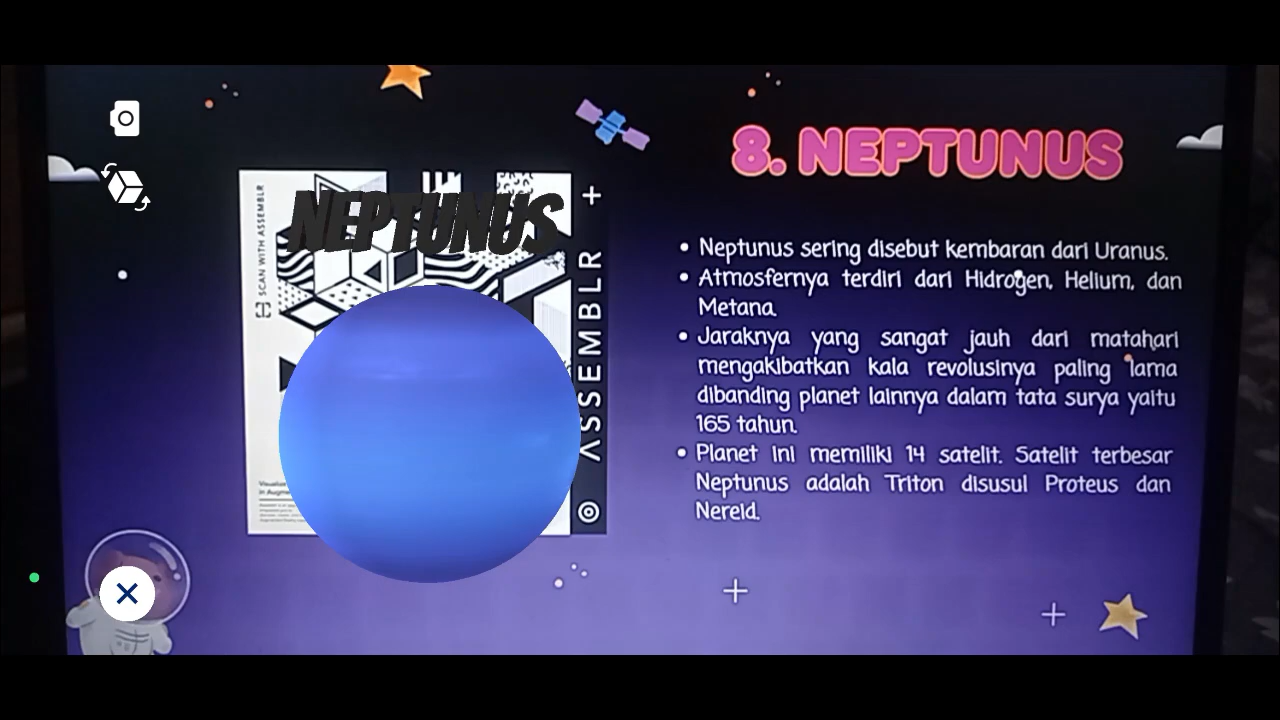 8. NEPTUNUS
SCAN WITH ASSEMBLR
NEPTUNUS
ASSEMBLR
Neptunus sering disebut kembaran dari Uranus.
Atmosfernya terdiri dari Hidrogen, Helium, dan
Metana.
Jaraknya yang sangat jauh dari matahari
mengakibatkan kala revolusinya paling lama
dibanding planet lainnya dalam tata surya yaitu
165 tahun.
Planet ini memiliki 14 satelit. Satelit terbesar
Neptunus adalah Triton disusul Proteus dan
Nereid.